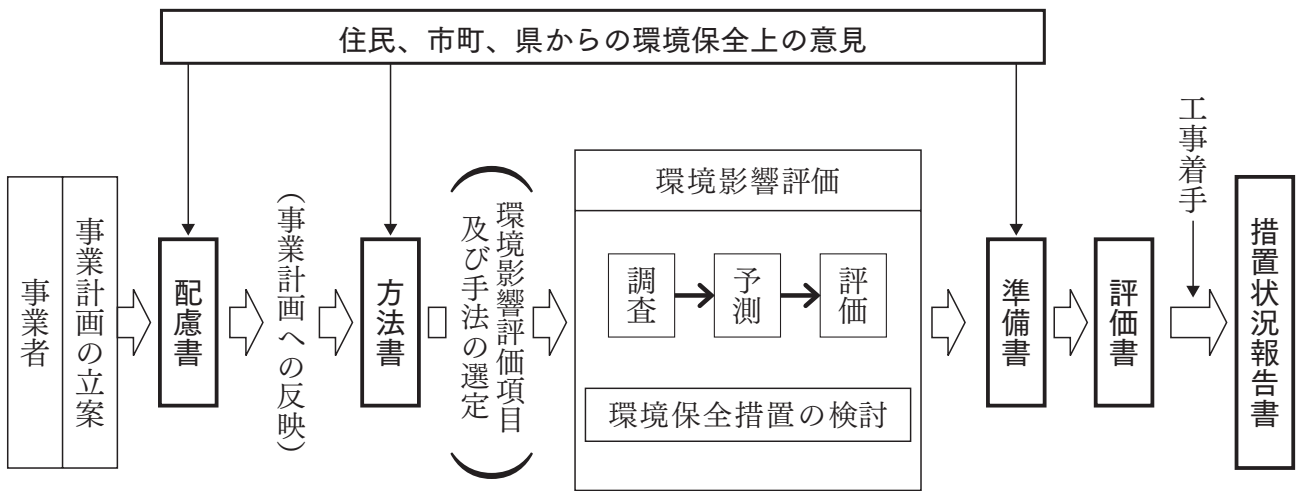 住民、市町、県からの環境保全上の意見
事業者
事業計画の立案
配慮書
(事業計画への反映)
方法書
(環境影響評価項目
及び手法の選定)
環境影響評価
調査
予測
評価
環境保全措置の検討
準備書
評価書
工事着手
措置状況報告書